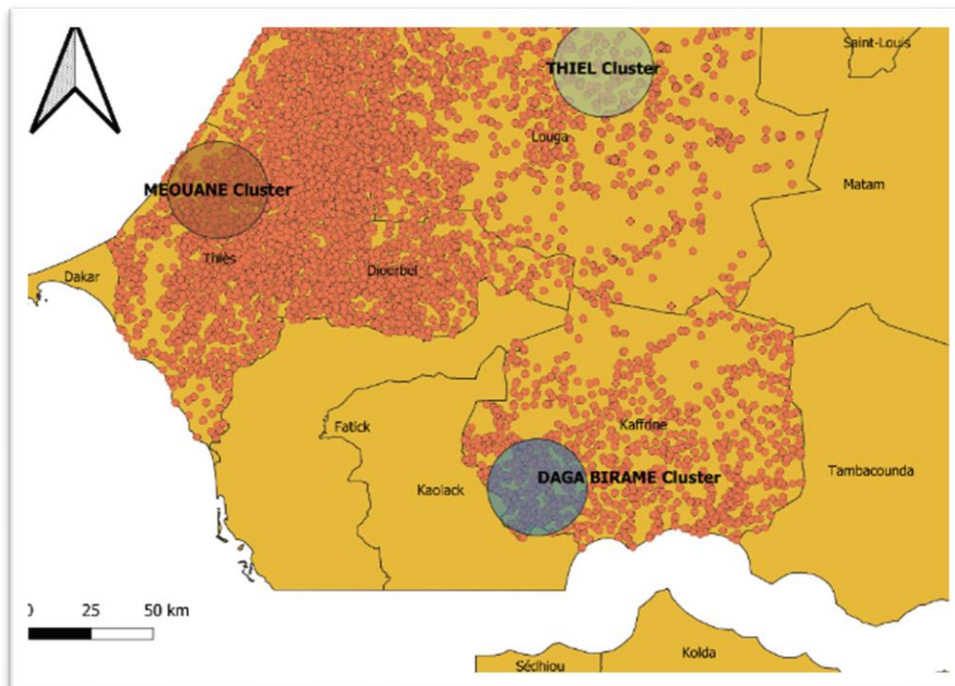 Saint-Louis
THIEL Cluster
Louga
MEOUANE Cluster
Matam
Thiès
Diourbel
Dakar
Fatick
Kaffrine
Kaolack
DAGA BIRAME Cluster
Tambacounda
0 25 50 km
Kolda
Sédhiou